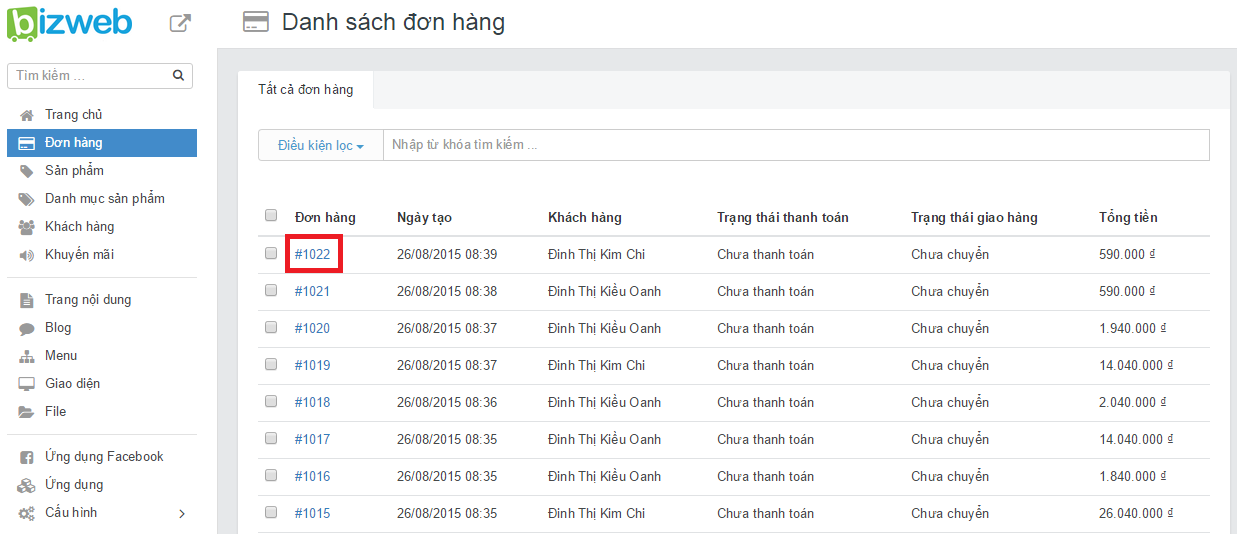 bizweb
Danh sách đơn hàng
Tìm kiếm ...
Trang chủ
Đơn hàng
Sản phẩm
Danh mục sản phẩm
Khách hàng
Khuyến mãi
Trang nội dung
Blog
Menu
Giao diện
File
Ứng dụng Facebook
Ứng dụng
Cấu hình
Tất cả đơn hàng
Điều kiện lọc Nhập từ khóa tìm kiếm ...
Đơn hàng Ngày tạo Khách hàng Trạng thái thanh toán Trạng thái giao hàng Tổng tiền
#1022 26/08/2015 08:39 Đinh Thị Kim Chi Chưa thanh toán Chưa chuyển 590.000 ₫
#1021 26/08/2015 08:38 Đinh Thị Kiều Oanh Chưa thanh toán Chưa chuyển 590.000 ₫
#1020 26/08/2015 08:37 Đinh Thị Kiều Oanh Chưa thanh toán Chưa chuyển 1.940.000 ₫
#1019 26/08/2015 08:37 Đinh Thị Kim Chi Chưa thanh toán Chưa chuyển 14.040.000 ₫
#1018 26/08/2015 08:36 Đinh Thị Kiều Oanh Chưa thanh toán Chưa chuyển 2.040.000 ₫
#1017 26/08/2015 08:35 Đinh Thị Kiều Oanh Chưa thanh toán Chưa chuyển 14.040.000 ₫
#1016 26/08/2015 08:35 Đinh Thị Kiều Oanh Chưa thanh toán Chưa chuyển 1.840.000 ₫
#1015 26/08/2015 08:35 Đinh Thị Kim Chi Chưa thanh toán Chưa chuyển 26.040.000 ₫